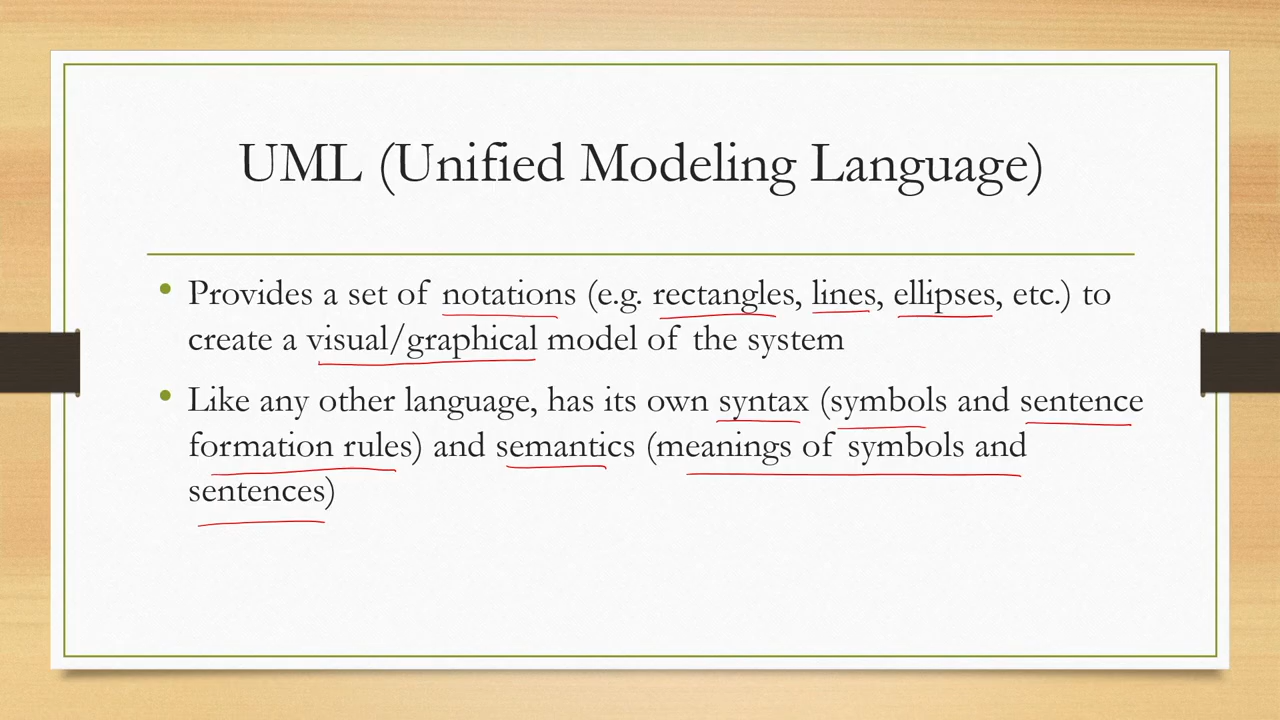 UML (Unified Modeling Language)
• Provides a set of notations (e.g. rectangles, lines, ellipses, etc.) to
create a visual/graphical model of the system
• Like any other language, has its own syntax (symbols and sentence
formation rules) and semantics (meanings of symbols and
sentences)